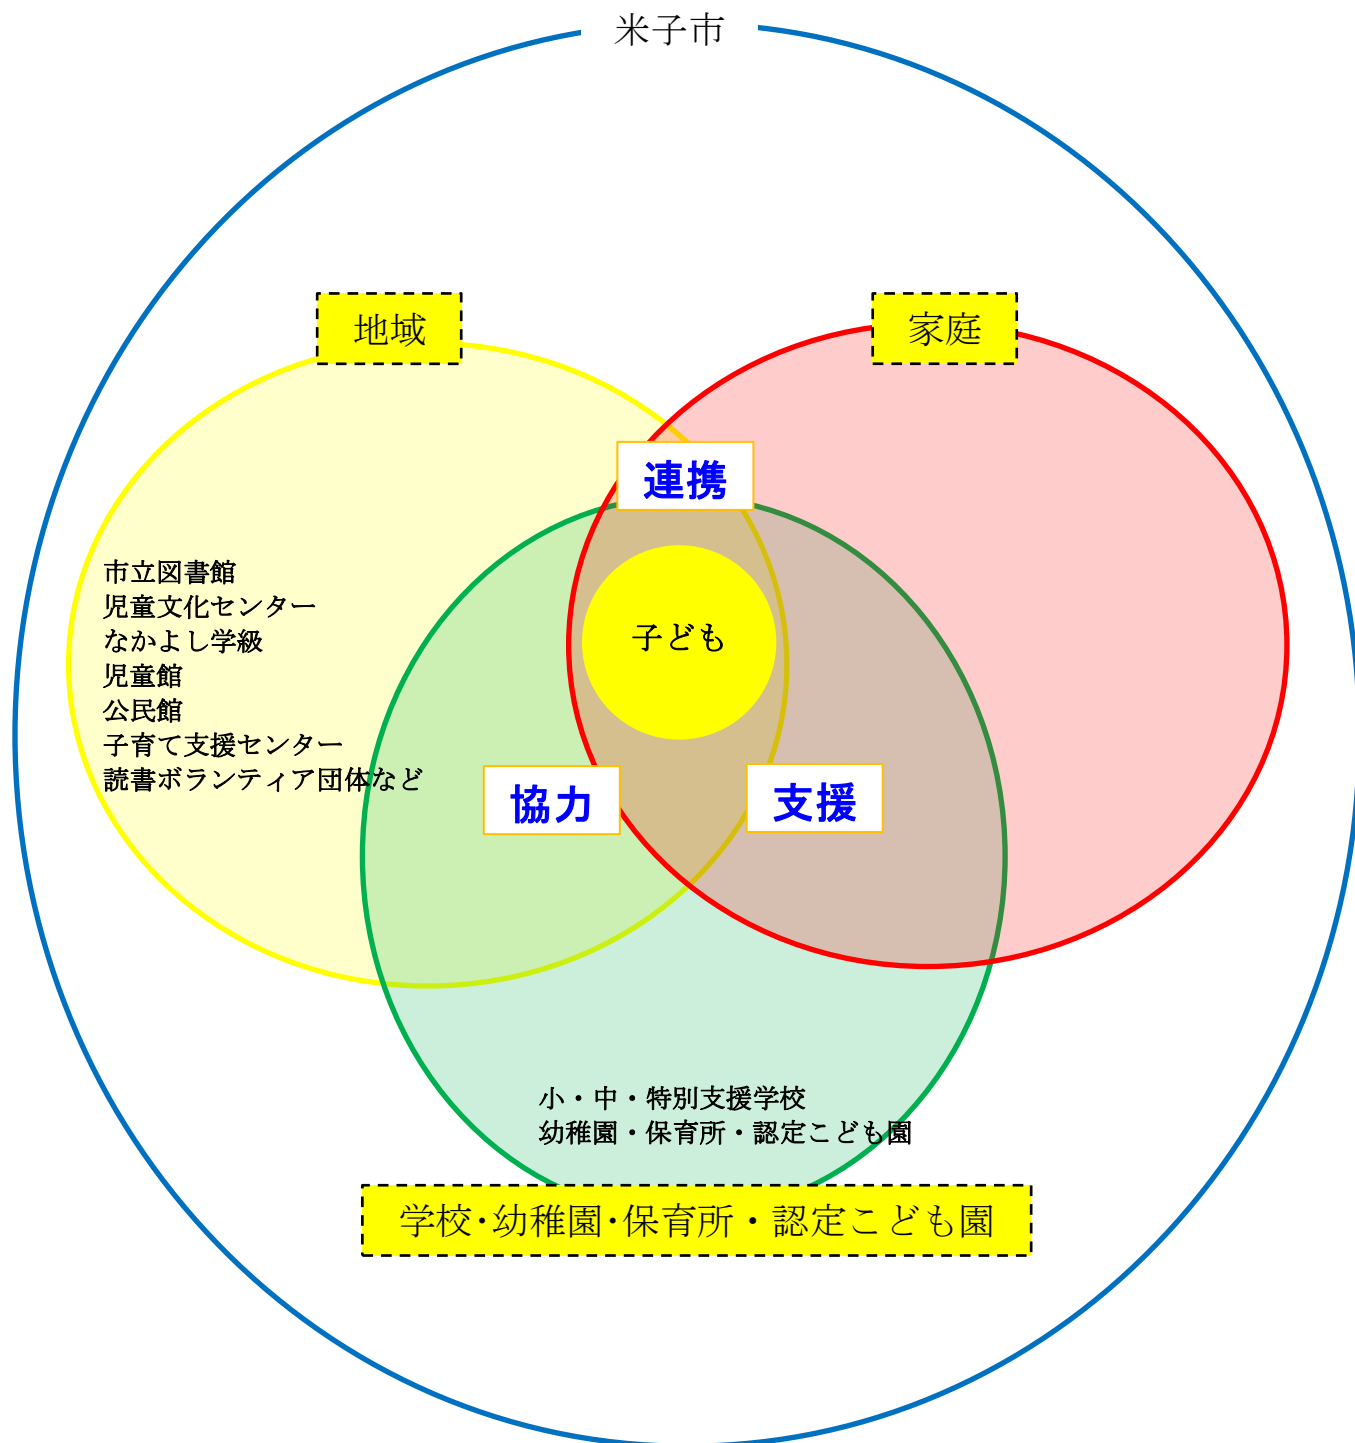 米子市
地域
家庭
連携
市立図書館
児童文化センター
なかよし学級
児童館
公民館
子育て支援センター
読書ボランティア団体など
子ども
協力
支援
小・中・特別支援学校
幼稚園・保育所・認定こども園
学校・幼稚園・保育所・認定こども園